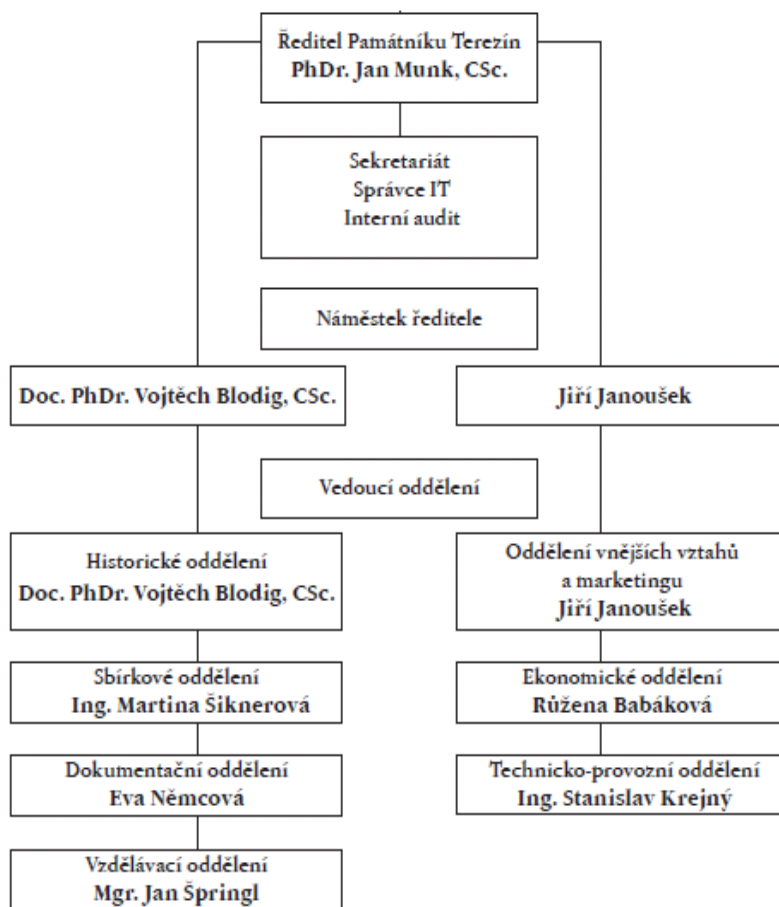 Ředitel Památníku Terezín
PhDr. Jan Munk, CSc.
Sekretariát
Správce IT
Interní audit
Náměstek ředitele
Doc. PhDr. Vojtěch Blodig, CSc.
Jiří Janoušek
Vedoucí oddělení
Historické oddělení
Doc. PhDr. Vojtěch Blodig, CSc.
Oddělení vnějších vztahů
a marketingu
Jiří Janoušek
Sbírkové oddělení
Ing. Martina Šiknerová
Ekonomické oddělení
Růžena Babáková
Dokumentační oddělení
Eva Němcová
Technicko-provozní oddělení
Ing. Stanislav Krejný
Vzdělávací oddělení
Mgr. Jan Špringl